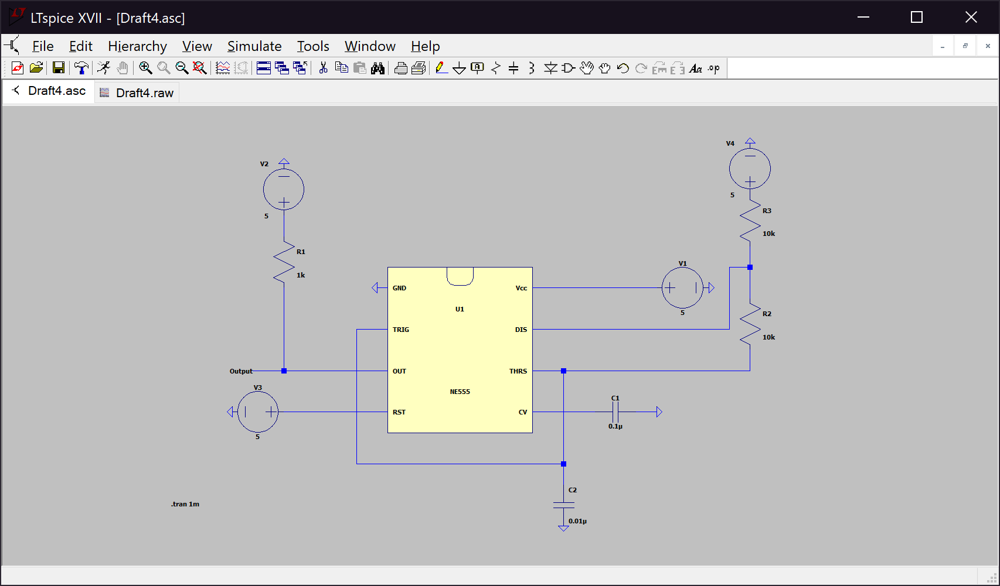 LTspice XVII - [Draft4.asc]
File Edit Hierarchy View Simulate Tools Window Help
Aa .op
Draft4.asc Draft4.raw
V4
V2
5
5
R3
10k
R1
1k
V1
5
GND Vcc
U1
R2
10k
TRIG DIS
Output OUT THRS
V3
5
NE555
RST CV
C1
0.1µ
C2
0.01µ
.tran 1m